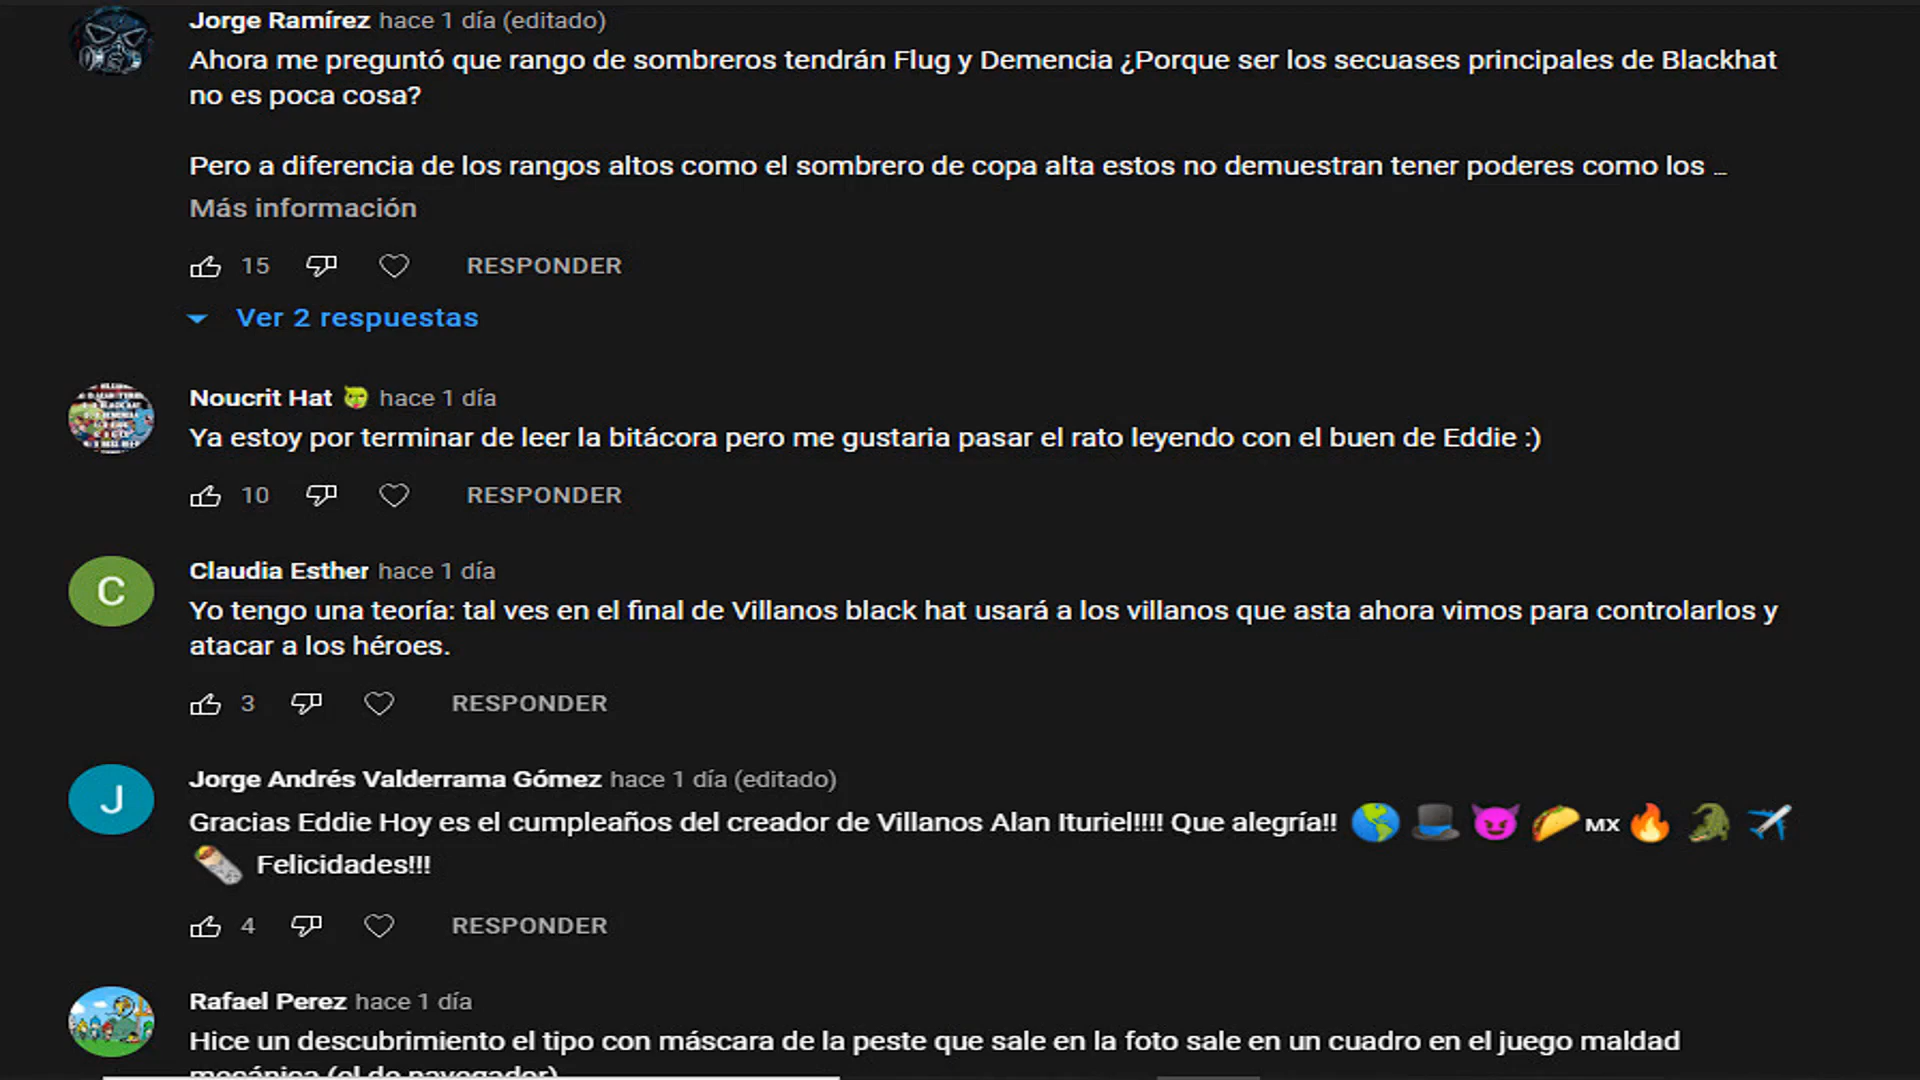 Jorge Ramírez hace 1 día (editado)
Ahora me preguntó que rango de sombreros tendrán Flug y Demencia ¿Porque ser los secuases principales de Blackhat
no es poca cosa?
Pero a diferencia de los rangos altos como el sombrero de copa alta estos no demuestran tener poderes como los ...
Más información
15 RESPONDER
Ver 2 respuestas
Noucrit Hat hace 1 día
Ya estoy por terminar de leer la bitácora pero me gustaria pasar el rato leyendo con el buen de Eddie :)
10 RESPONDER
C
Claudia Esther hace 1 día
Yo tengo una teoría: tal ves en el final de Villanos black hat usará a los villanos que asta ahora vimos para controlarlos y
atacar a los héroes.
3 RESPONDER
J
Jorge Andrés Valderrama Gómez hace 1 día (editado)
Gracias Eddie Hoy es el cumpleaños del creador de Villanos Alan Ituriel!!!! Que alegría!! 🌎 🎩 😈 🌮 MX 🔥 🐊 ✈️
🌯 Felicidades!!!
4 RESPONDER
Rafael Perez hace 1 día
Hice un descubrimiento el tipo con máscara de la peste que sale en la foto sale en un cuadro en el juego maldad
mecánica (el de navegador)